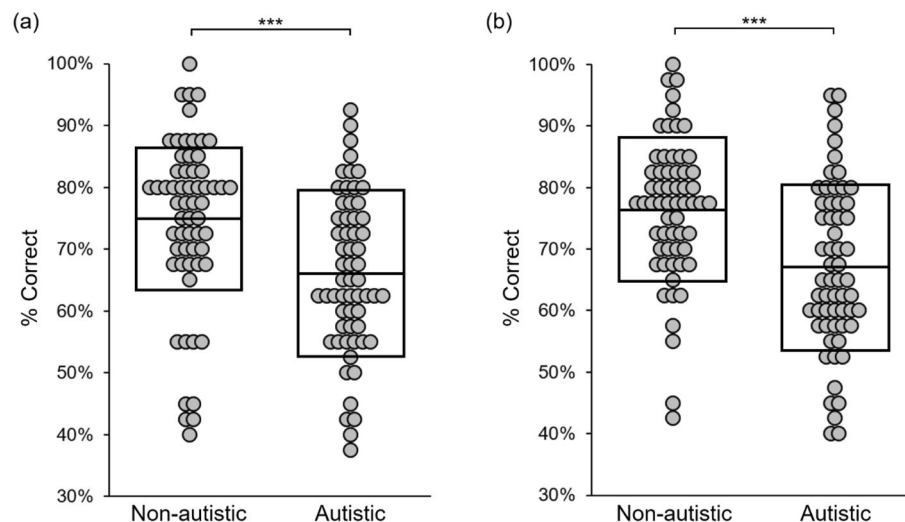 (a)
***
% Correct
100%
90%
80%
70%
60%
50%
40%
30%
Non-autistic
Autistic
(b)
***
% Correct
100%
90%
80%
70%
60%
50%
40%
30%
Non-autistic
Autistic